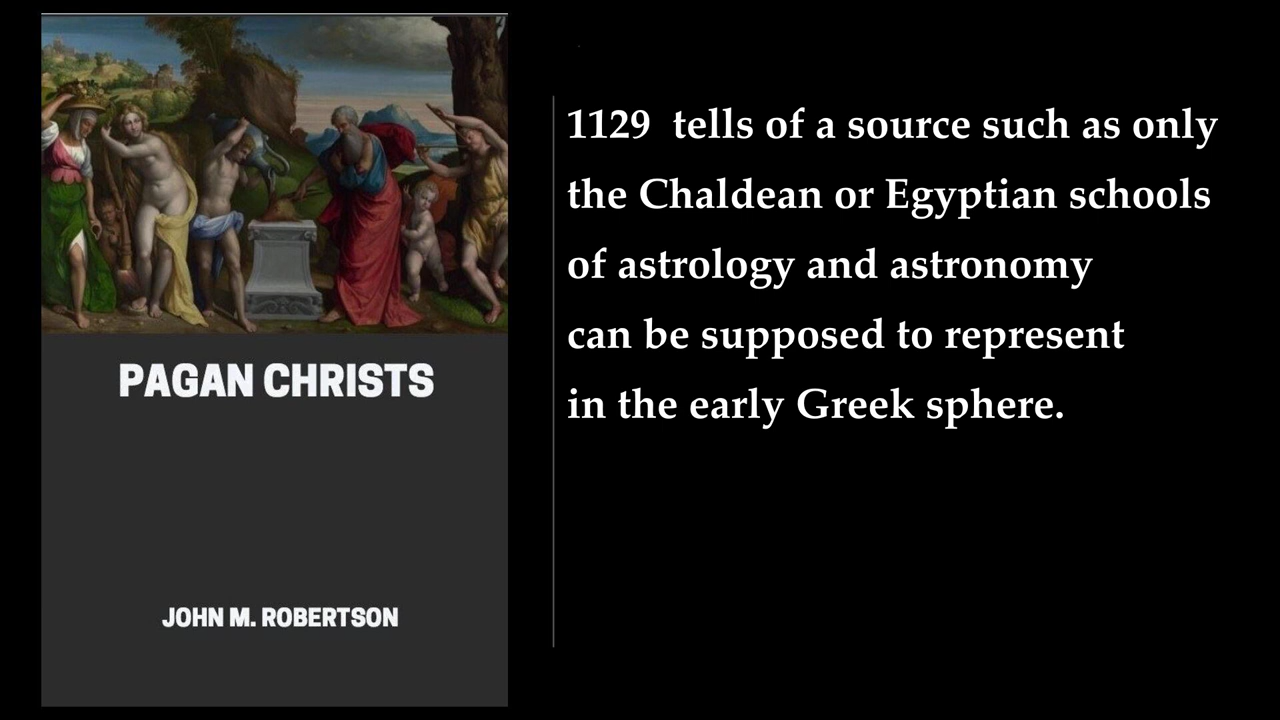 PAGAN CHRISTS
JOHN M. ROBERTSON
1129 tells of a source such as only
the Chaldean or Egyptian schools
of astrology and astronomy
can be supposed to represent
in the early Greek sphere.